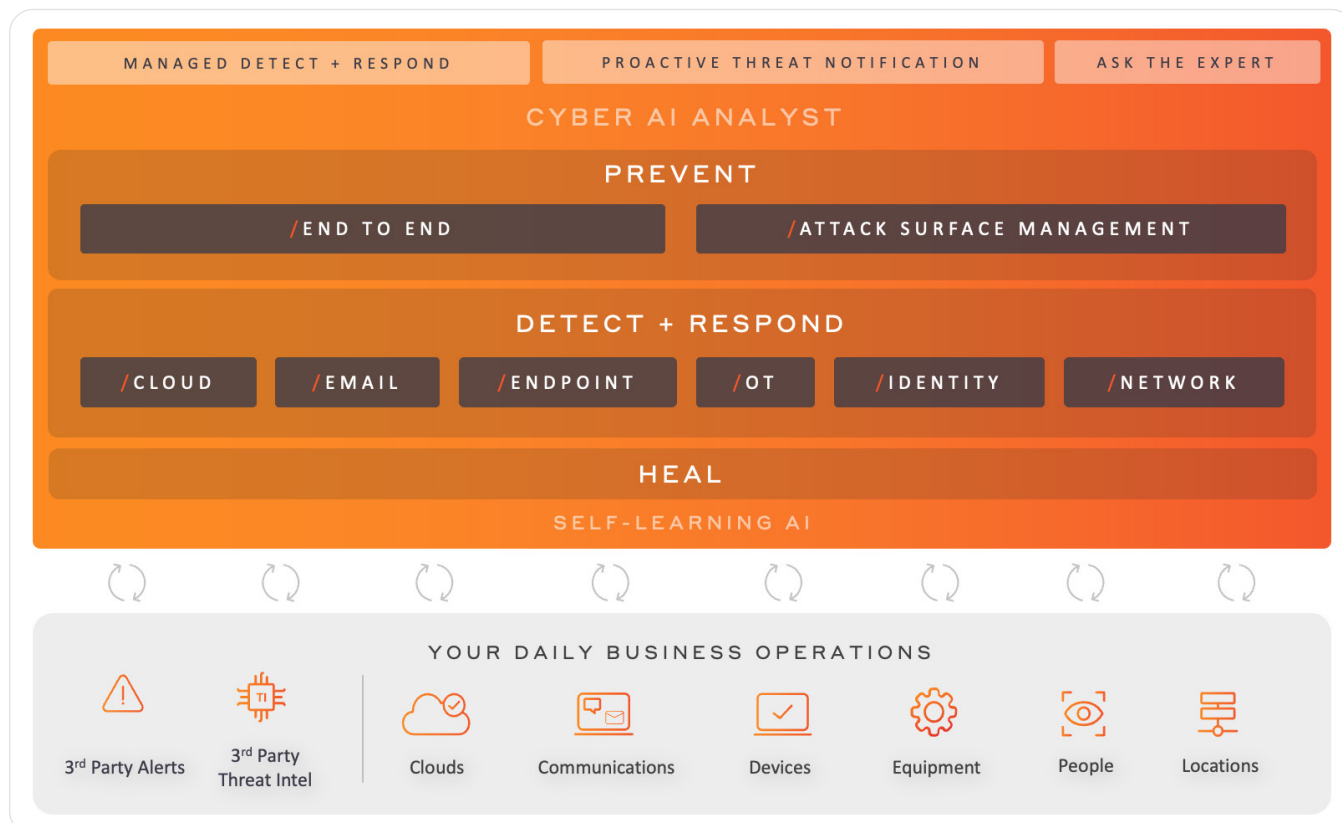 MANAGED DETECT + RESPOND
PROACTIVE THREAT NOTIFICATION
ASK THE EXPERT
CYBER AI ANALYST
PREVENT
/END TO END
/ATTACK SURFACE MANAGEMENT
DETECT + RESPOND
/CLOUD
/EMAIL
/ENDPOINT
/OT
/IDENTITY
/NETWORK
HEAL
SELF-LEARNING AI
YOUR DAILY BUSINESS OPERATIONS
TI
3rd Party Alerts
3rd Party
Threat Intel
Clouds
Communications
Devices
Equipment
People
Locations